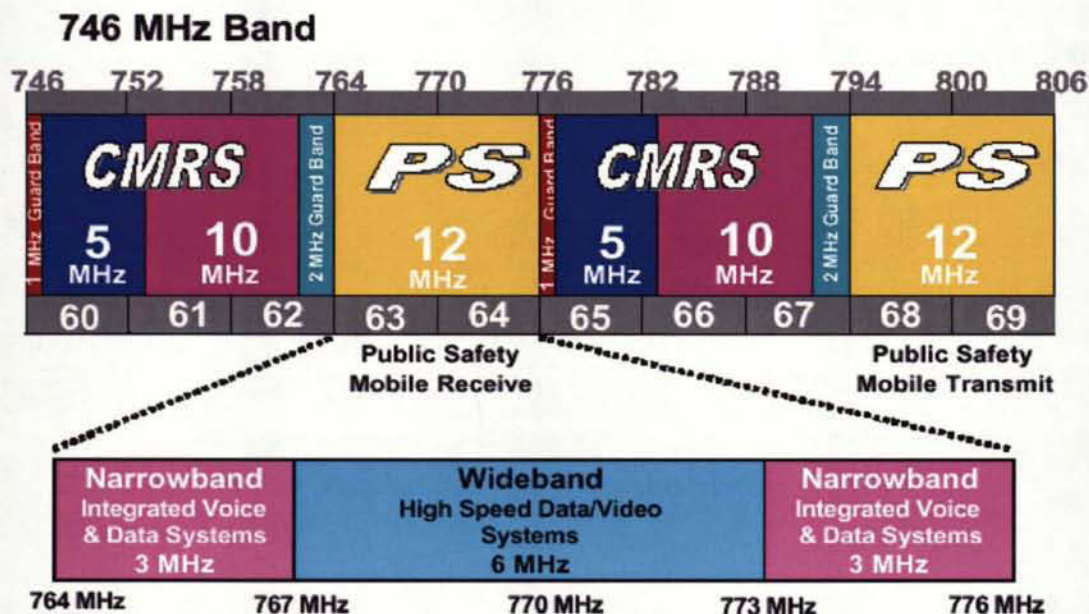 746 MHz Band
746 752 758 764 770 776 782 788 794 800 806
1 MHz Guard Band
CMRS
5
MHz
10
MHz
2 MHz Guard Band
PS
12
MHz
1 MHz Guard Band
CMRS
5
MHz
10
MHz
2 MHz Guard Band
PS
12
MHz
60 61 62 63 64 65 66 67 68 69
Public Safety
Mobile Receive
Public Safety
Mobile Transmit
Narrowband
Integrated Voice
& Data Systems
3 MHz
Wideband
High Speed Data/Video
Systems
6 MHz
Narrowband
Integrated Voice
& Data Systems
3 MHz
764 MHz 767 MHz 770 MHz 773 MHz 776 MHz